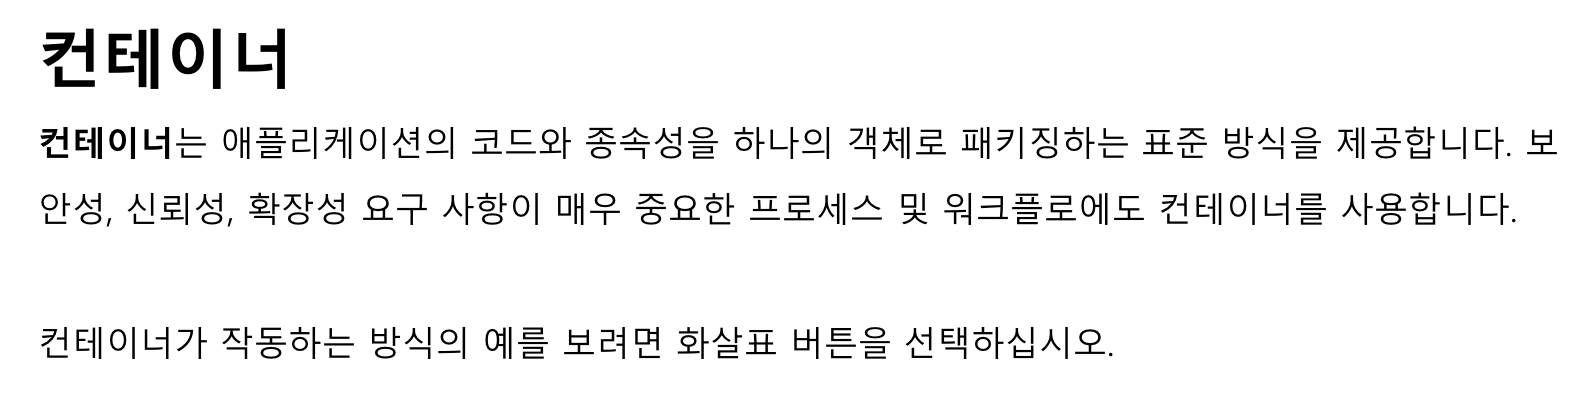 컨테이너
컨테이너는 애플리케이션의 코드와 종속성을 하나의 객체로 패키징하는 표준 방식을 제공합니다. 보
안성, 신뢰성, 확장성 요구 사항이 매우 중요한 프로세스 및 워크플로에도 컨테이너를 사용합니다.
컨테이너가 작동하는 방식의 예를 보려면 화살표 버튼을 선택하십시오.